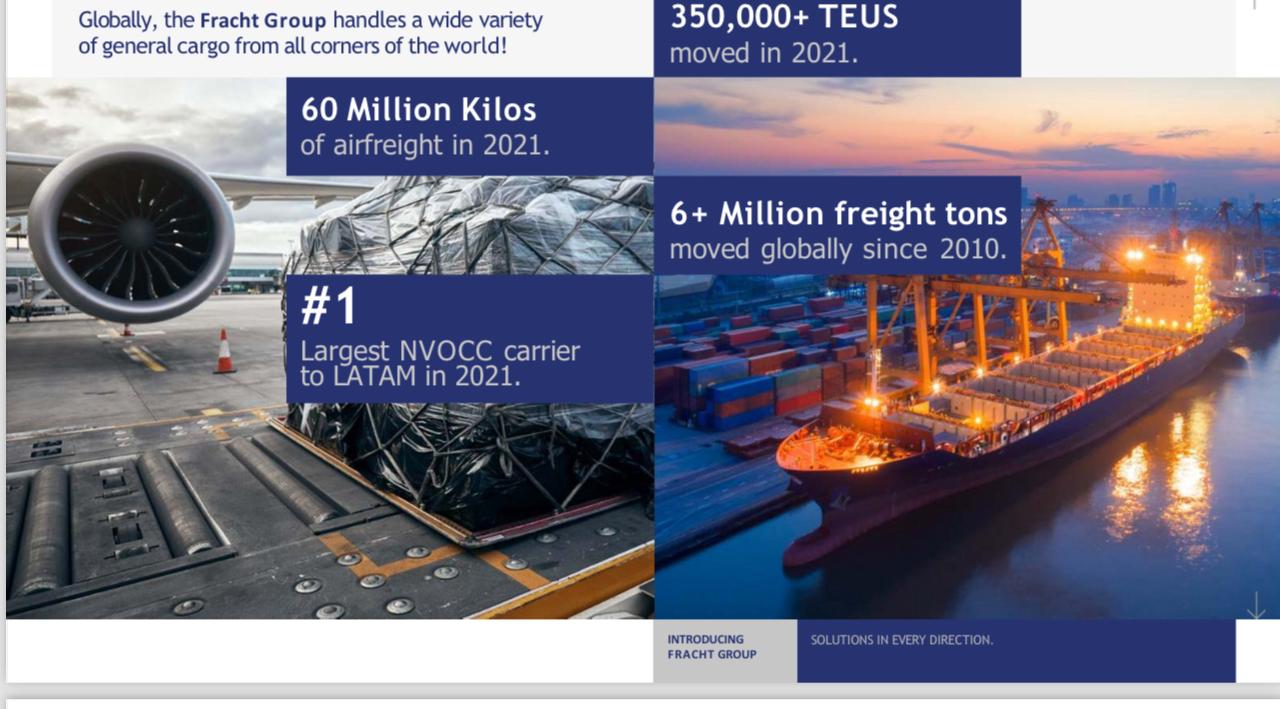 Globally, the Fracht Group handles a wide variety
of general cargo from all corners of the world!
350,000+ TEUS
moved in 2021.
60 Million Kilos
of airfreight in 2021.
6+ Million freight tons
moved globally since 2010.
#1
Largest NVOCC carrier
to LATAM in 2021.
INTRODUCING
FRACHT GROUP
SOLUTIONS IN EVERY DIRECTION.